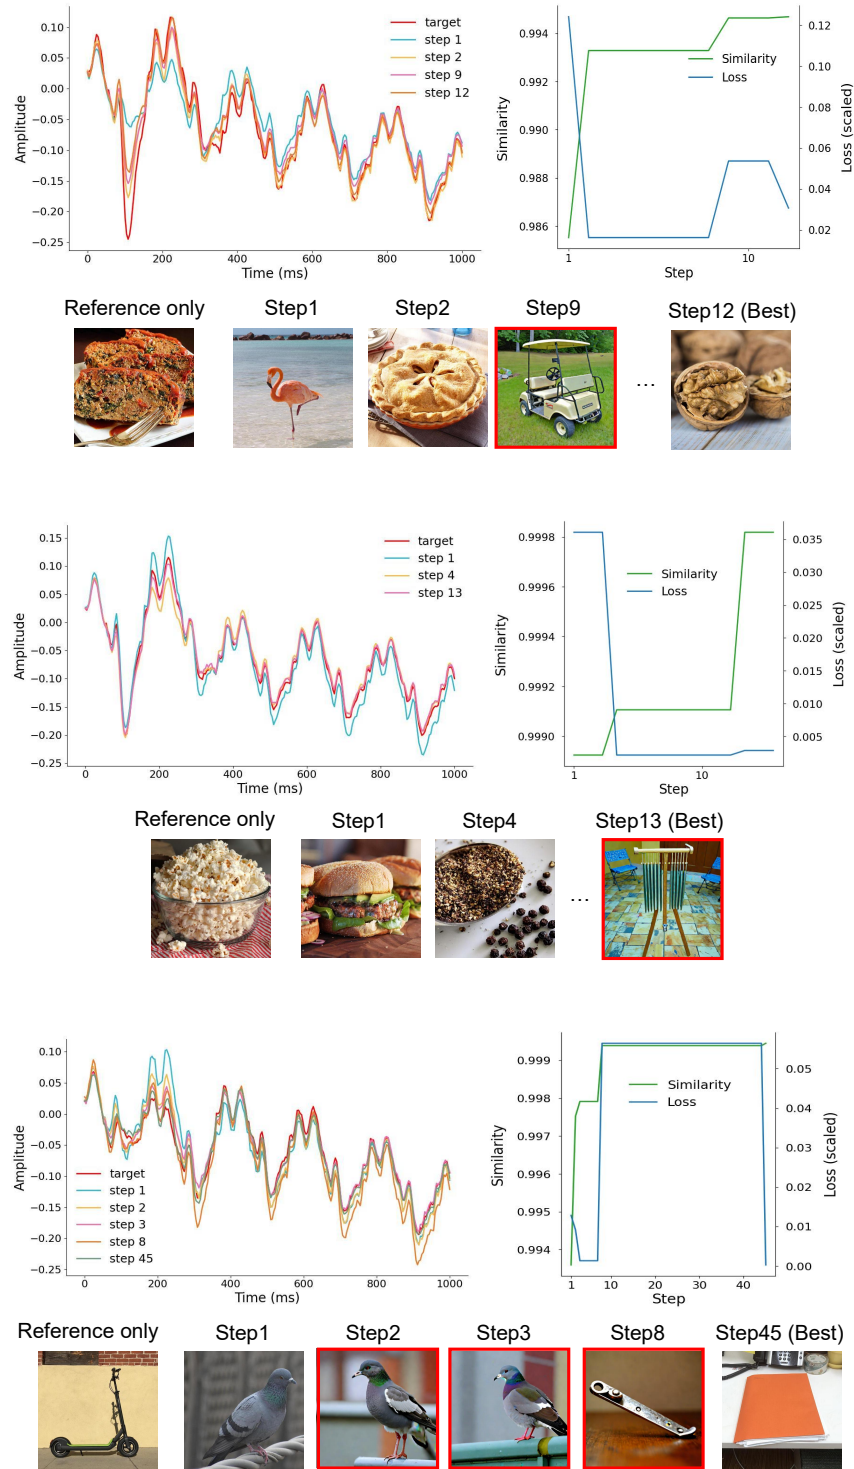 0.10
0.05
0.00
−0.05
−0.10
−0.15
−0.20
−0.25
Amplitude
0 200 400 600 800 1000
Time (ms)
target
step 1
step 2
step 9
step 12
0.994
0.992
0.990
0.988
0.986
Similarity
1 10
Step
Similarity
Loss
0.12
0.10
0.08
0.06
0.04
0.02
Loss (scaled)
Reference only Step1 Step2 Step9 Step12 (Best)
...
0.15
0.10
0.05
0.00
−0.05
−0.10
−0.15
−0.20
−0.25
Amplitude
0 200 400 600 800 1000
Time (ms)
target
step 1
step 4
step 13
0.9998
0.9996
0.9994
0.9992
0.9990
Similarity
1 10
Step
Similarity
Loss
0.035
0.030
0.025
0.020
0.015
0.010
0.005
Loss (scaled)
Reference only Step1 Step4 Step13 (Best)
...
0.10
0.05
0.00
−0.05
−0.10
−0.15
−0.20
−0.25
Amplitude
0 200 400 600 800 1000
Time (ms)
target
step 1
step 2
step 3
step 8
step 45
0.999
0.998
0.997
0.996
0.995
0.994
Similarity
1 10 20 30 40
Step
Similarity
Loss
0.05
0.04
0.03
0.02
0.01
0.00
Loss (scaled)
Reference only Step1 Step2 Step3 Step8 Step45 (Best)